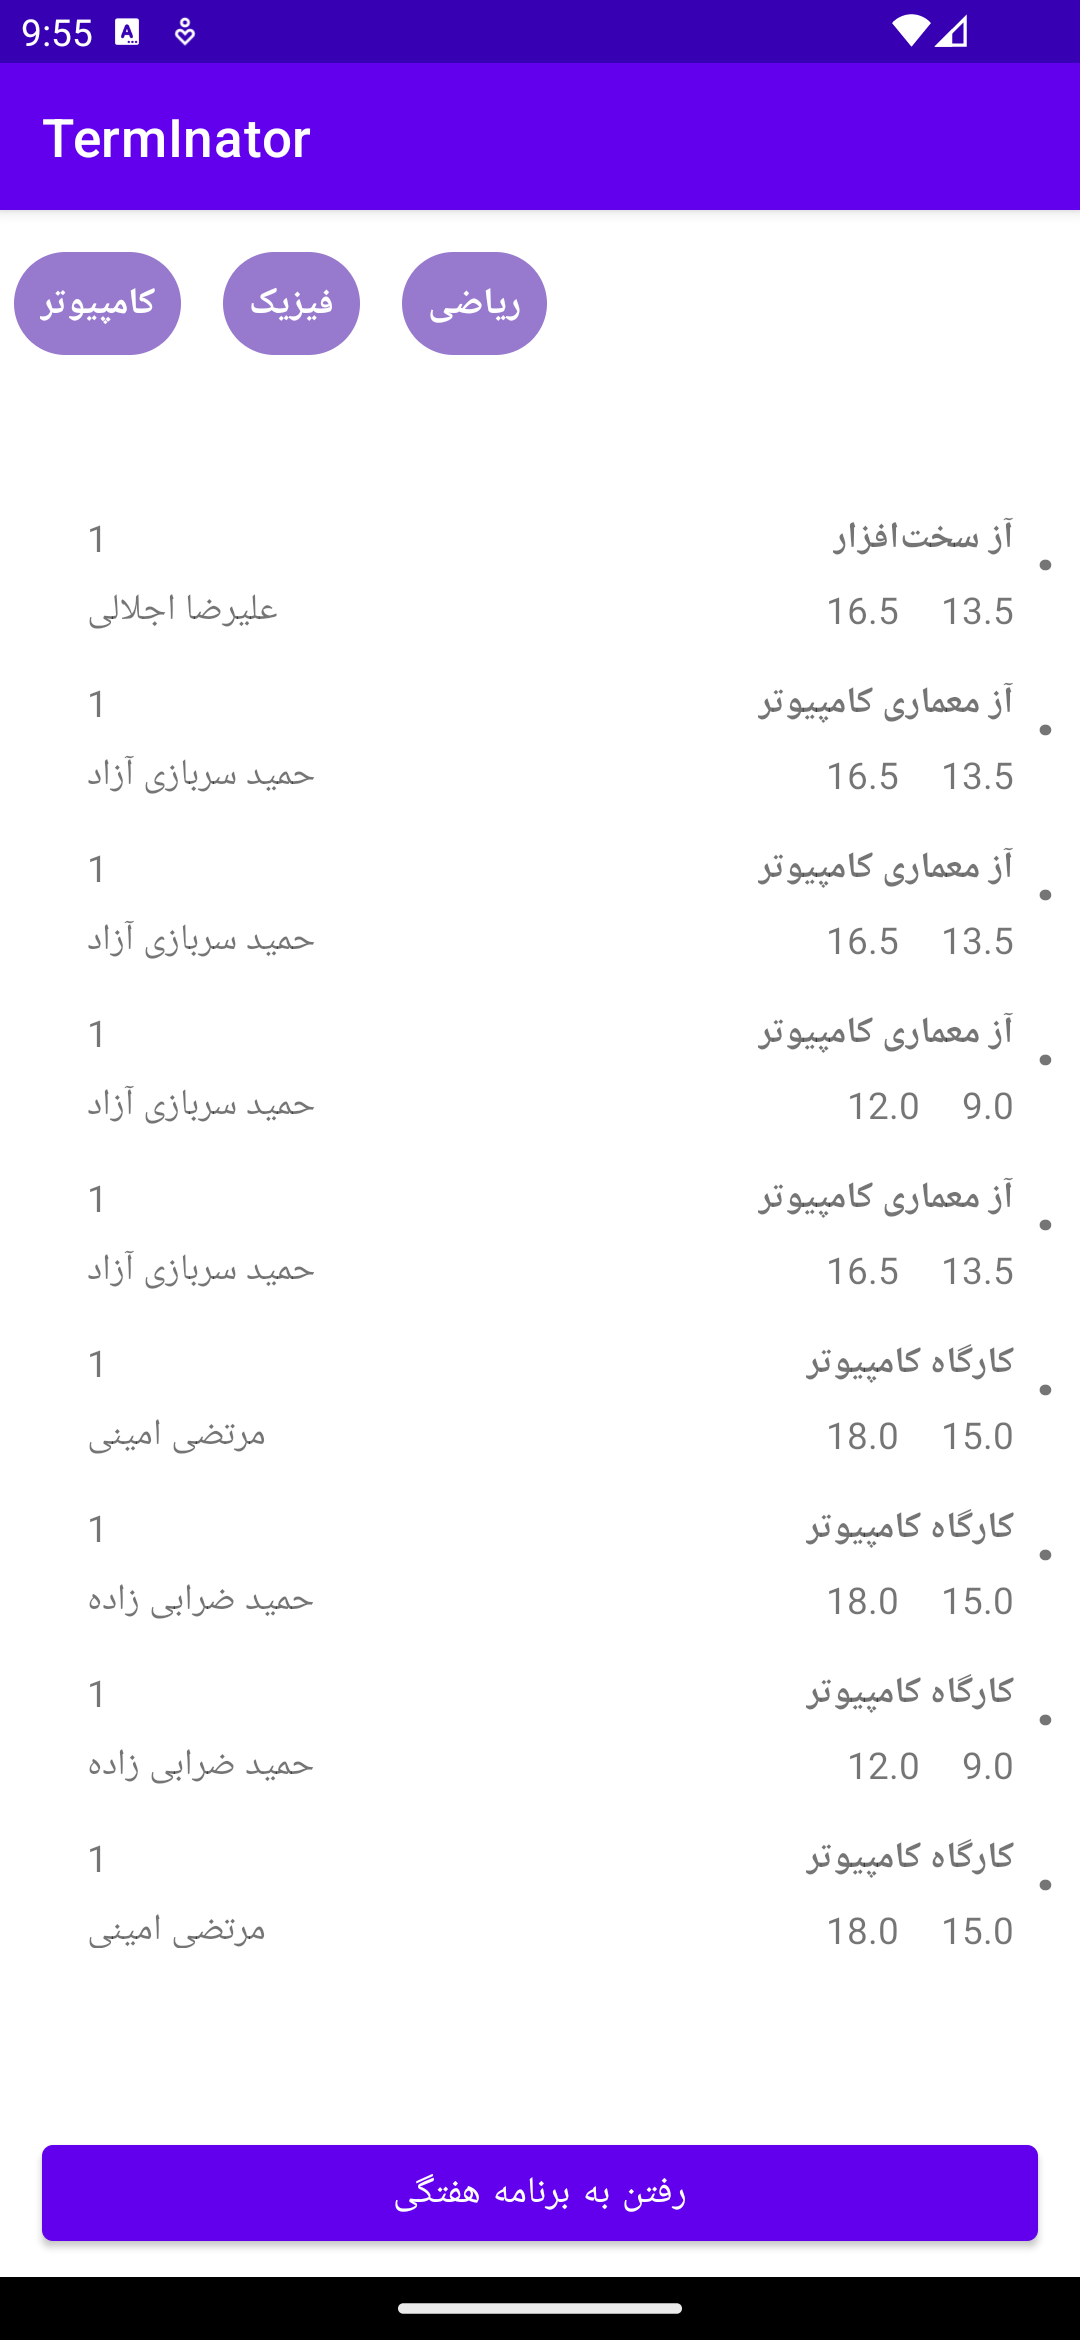 9:55
TermInator
کامپیوتر
فیزیک
ریاضی
آز سخت‌افزار 1
13.5 16.5 علیرضا اجلالی
آز معماری کامپیوتر 1
13.5 16.5 حمید سربازی آزاد
آز معماری کامپیوتر 1
13.5 16.5 حمید سربازی آزاد
آز معماری کامپیوتر 1
9.0 12.0 حمید سربازی آزاد
آز معماری کامپیوتر 1
13.5 16.5 حمید سربازی آزاد
کارگاه کامپیوتر 1
15.0 18.0 مرتضی امینی
کارگاه کامپیوتر 1
15.0 18.0 حمید ضرابی زاده
کارگاه کامپیوتر 1
9.0 12.0 حمید ضرابی زاده
کارگاه کامپیوتر 1
15.0 18.0 مرتضی امینی
رفتن به برنامه هفتگی